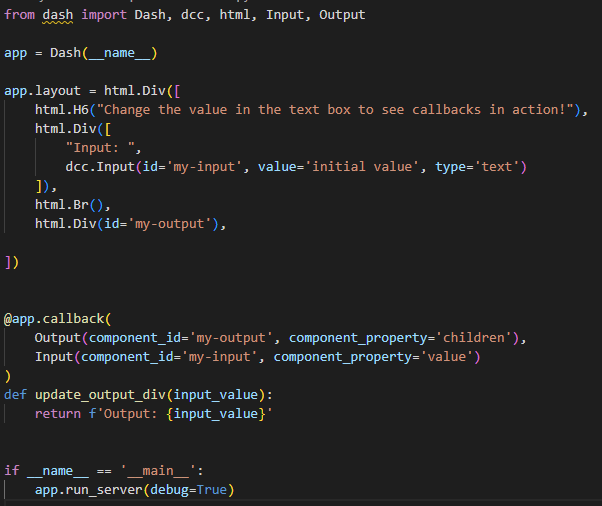 from dash import Dash, dcc, html, Input, Output
app = Dash(__name__)
app.layout = html.Div([
    html.H6("Change the value in the text box to see callbacks in action!"),
    html.Div([
        "Input: ",
        dcc.Input(id='my-input', value='initial value', type='text')
    ]),
    html.Br(),
    html.Div(id='my-output'),
])
@app.callback(
    Output(component_id='my-output', component_property='children'),
    Input(component_id='my-input', component_property='value')
)
def update_output_div(input_value):
    return f'Output: {input_value}'
if __name__ == '__main__':
    app.run_server(debug=True)